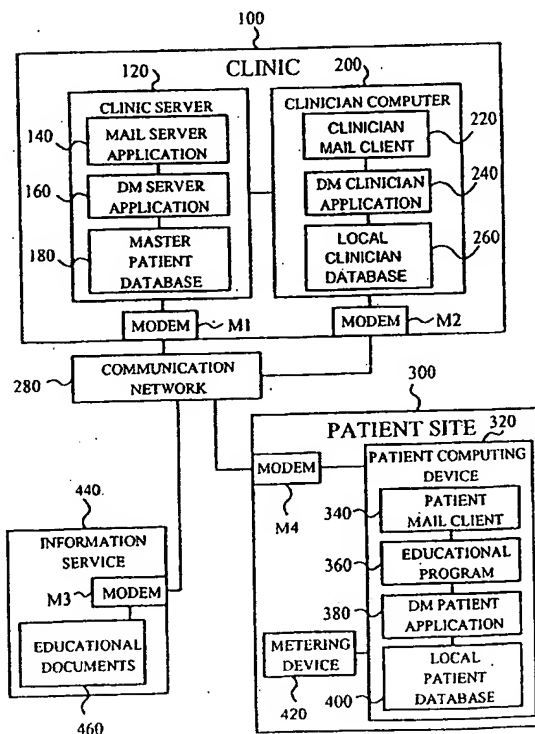 100
CLINIC
120
200
CLINIC SERVER
CLINICIAN COMPUTER
140
MAIL SERVER
APPLICATION
CLINICIAN
MAIL CLIENT
220
160
DM SERVER
APPLICATION
DM CLINICIAN
APPLICATION
240
180
MASTER
PATIENT
DATABASE
LOCAL
CLINICIAN
DATABASE
260
MODEM
M1
MODEM
M2
280
COMMUNICATION
NETWORK
300
PATIENT SITE
320
MODEM
M4
PATIENT COMPUTING
DEVICE
340
PATIENT
MAIL CLIENT
360
EDUCATIONAL
PROGRAM
380
DM PATIENT
APPLICATION
METERING
DEVICE
420
400
LOCAL
PATIENT
DATABASE
440
INFORMATION
SERVICE
M3
MODEM
EDUCATIONAL
DOCUMENTS
460